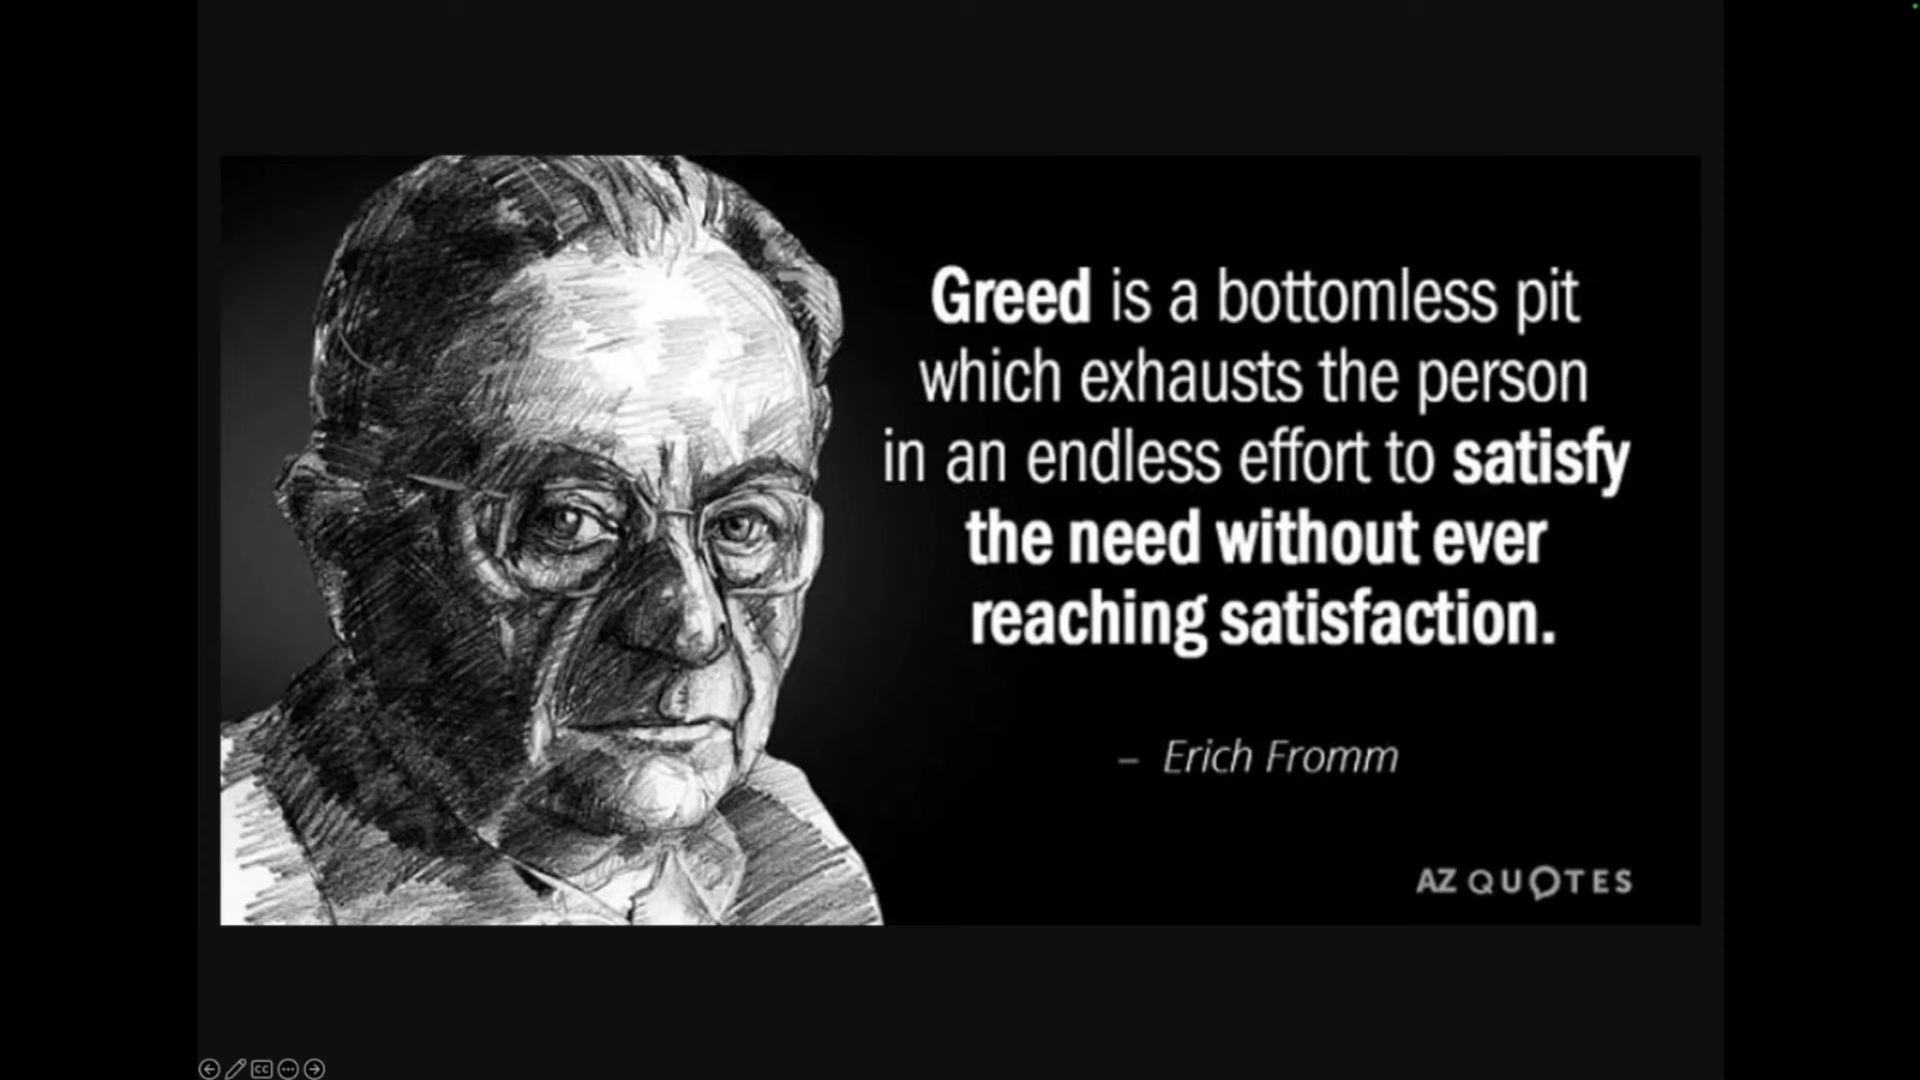 Greed is a bottomless pit
which exhausts the person
in an endless effort to satisfy
the need without ever
reaching satisfaction.
– Erich Fromm
AZ QUOTES
CC